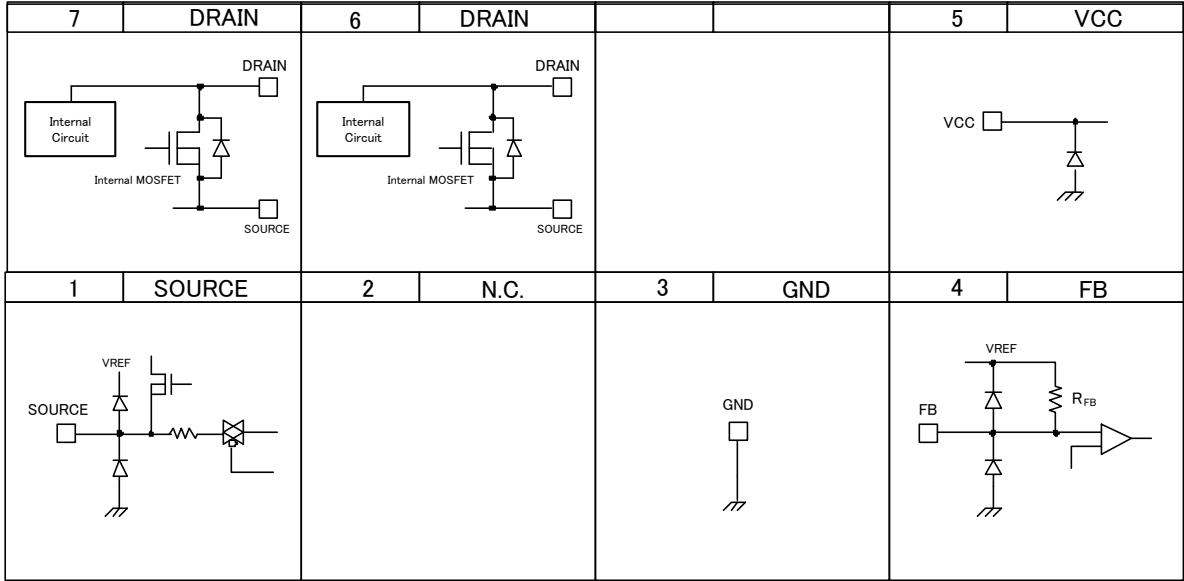 7 DRAIN 6 DRAIN 5 VCC
DRAIN
Internal
Circuit
Internal MOSFET
SOURCE
DRAIN
Internal
Circuit
Internal MOSFET
SOURCE
VCC
1 SOURCE 2 N.C. 3 GND 4 FB
VREF
SOURCE
GND
VREF
RFB
FB